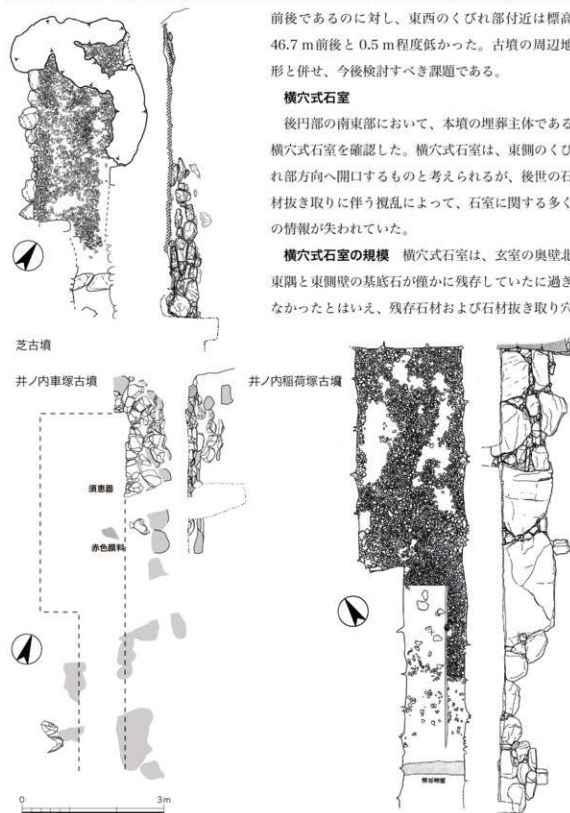 前後であるのに対し、東西のくびれ部付近は標高
46.7 m前後と 0.5 m程度低かった。古墳の周辺地
形と併せ、今後検討すべき課題である。
横穴式石室
後円部の南東部において、本墳の埋葬主体である
横穴式石室を確認した。横穴式石室は、東側のくび
れ部方向へ開口するものと考えられるが、後世の石
材抜き取りに伴う撹乱によって、石室に関する多く
の情報が失われていた。
横穴式石室の規模　横穴式石室は、玄室の奥壁北
東隅と東側壁の基底石が僅かに残存していたに過ぎ
なかったとはいえ、残存石材および石材抜き取り穴
芝古墳
井ノ内車塚古墳
須恵器
赤色顔料
0
3m
井ノ内稲荷塚古墳